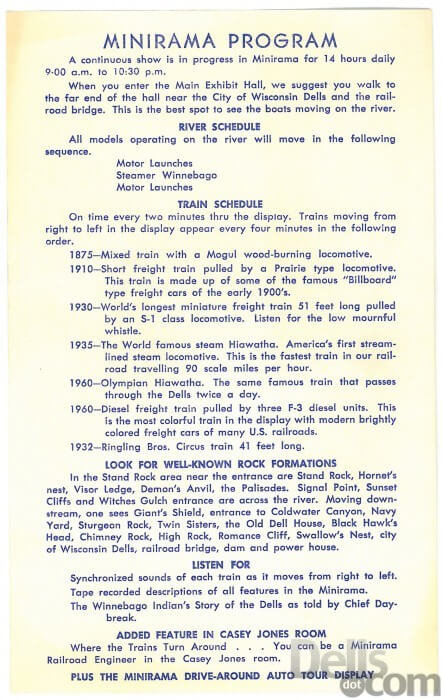 MINIRAMA PROGRAM
A continuous show is in progress in Minirama for 14 hours daily
9:00 a.m. to 10:30 p.m.
When you enter the Main Exhibit Hall, we suggest you walk to
the far end of the hall near the City of Wisconsin Dells and the rail-
road bridge. This is the best spot to see the boats moving on the river.
RIVER SCHEDULE
All models operating on the river will move in the following
sequence.
Motor Launches
Steamer Winnebago
Motor Launches
TRAIN SCHEDULE
On time every two minutes thru the display. Trains moving from
right to left in the display appear every four minutes in the following
order.
1875—Mixed train with a Mogul wood-burning locomotive.
1910—Short freight train pulled by a Prairie type locomotive.
This train is made up of some of the famous "Billboard"
type freight cars of the early 1900's.
1930—World's longest miniature freight train 51 feet long pulled
by an S-1 class locomotive. Listen for the low mournful
whistle.
1935—The World famous steam Hiawatha. America's first stream-
lined steam locomotive. This is the fastest train in our rail-
road travelling 90 scale miles per hour.
1960—Olympian Hiawatha. The same famous train that passes
through the Dells twice a day.
1960—Diesel freight train pulled by three F-3 diesel units. This
is the most colorful train in the display with modern brightly
colored freight cars of many U.S. railroads.
1932—Ringling Bros. Circus train 41 feet long.
LOOK FOR WELL-KNOWN ROCK FORMATIONS
In the Stand Rock area near the entrance are Stand Rock, Hornet's
nest, Visor Ledge, Demon's Anvil, the Palisades. Signal Point, Sunset
Cliffs and Witches Gulch entrance are across the river. Moving down-
stream, one sees Giant's Shield, entrance to Coldwater Canyon, Navy
Yard, Sturgeon Rock, Twin Sisters, the Old Dell House, Black Hawk's
Head, Chimney Rock, High Rock, Romance Cliff, Swallow's Nest, city
of Wisconsin Dells, railroad bridge, dam and power house.
LISTEN FOR
Synchronized sounds of each train as it moves from right to left.
Tape recorded descriptions of all features in the Minirama.
The Winnebago Indian's Story of the Dells as told by Chief Day-
break.
ADDED FEATURE IN CASEY JONES ROOM
Where the Trains Turn Around . . . You can be a Minirama
Railroad Engineer in the Casey Jones room.
PLUS THE MINIRAMA DRIVE-AROUND AUTO TOUR DISPLAY
Dells
dot
com